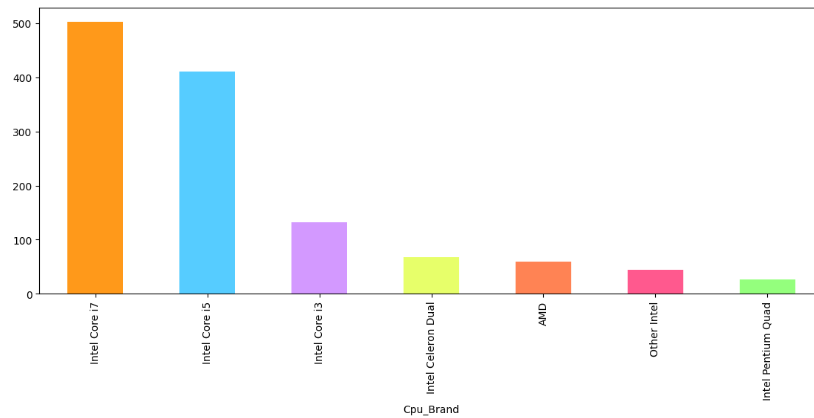 500
400
300
200
100
0
Intel Core i7
Intel Core i5
Intel Core i3
Intel Celeron Dual
AMD
Other Intel
Intel Pentium Quad
Cpu_Brand